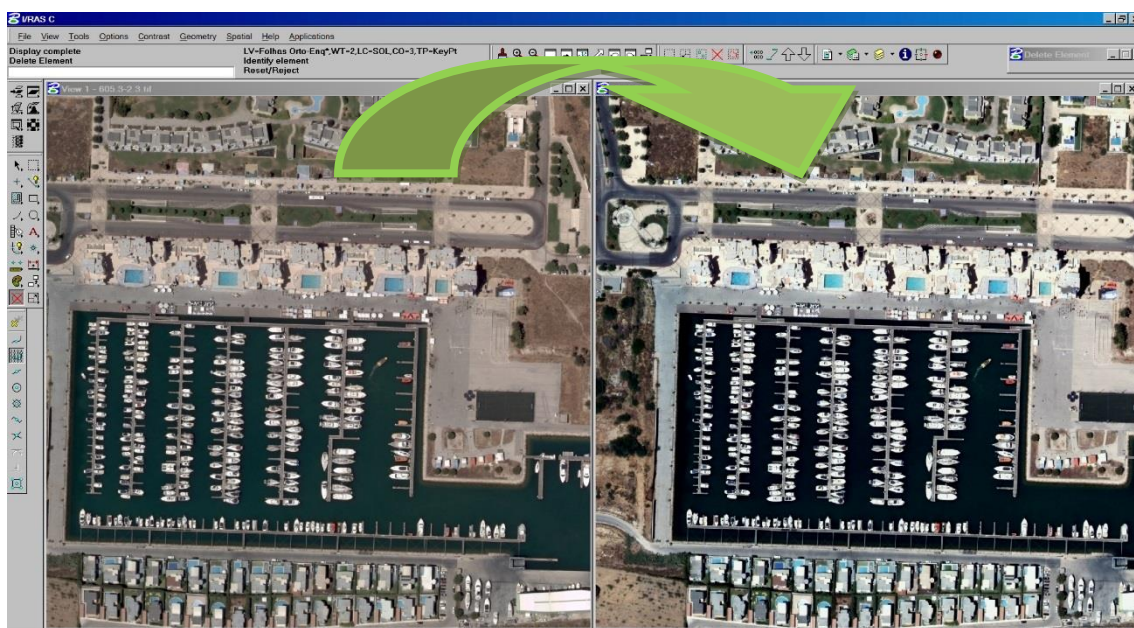 I/RAS C
File View Tools Options Contrast Geometry Spatial Help Applications
Display complete
Delete Element
LV=Folhas Orto-Enq*,WT=2,LC=SOL,CO=3,TP=KeyPt
Identify element
Reset/Reject
Delete Element
View 1 - 605.3-2.3.tif